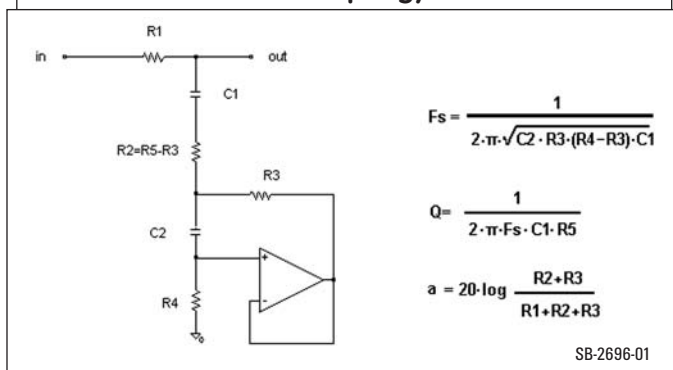 R1
in
out
C1
R2=R5-R3
R3
C2
+
-
R4
0
Fs = 1 / 2·π·√C2·R3·(R4−R3)·C1
Q= 1 / 2·π·Fs·C1·R5
a = 20·log R2+R3 / R1+R2+R3
SB-2696-01